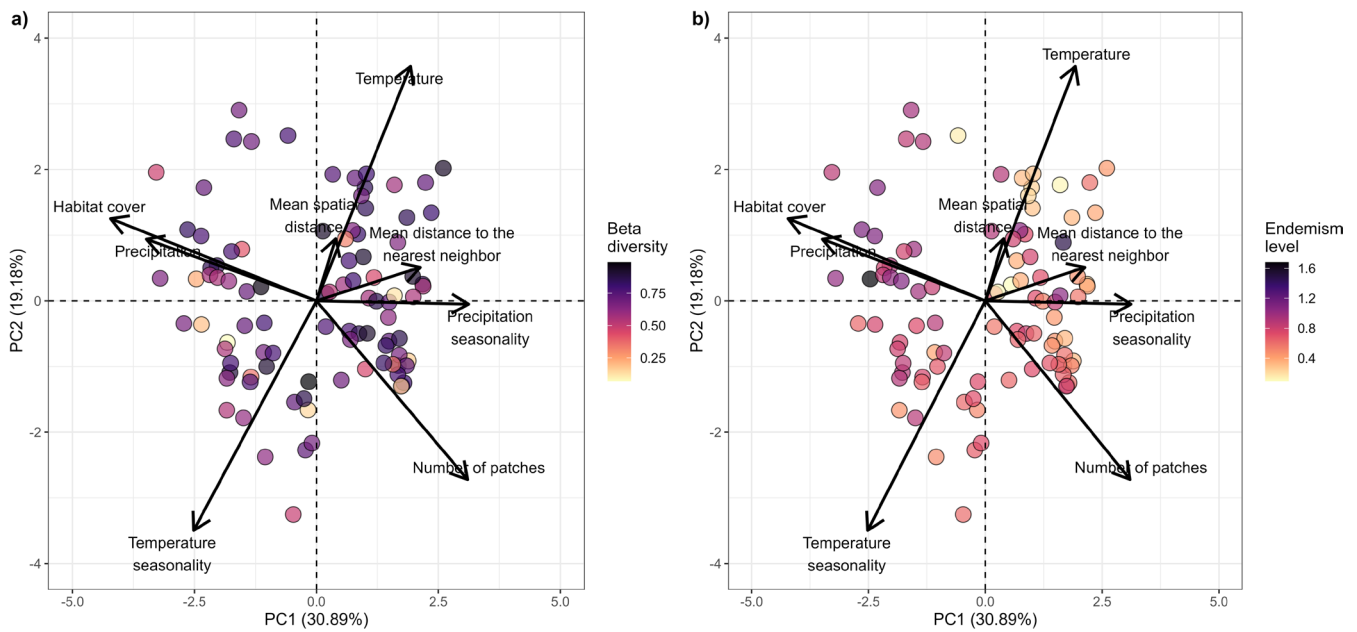 a)
PC2 (19.18%)
4
2
0
-2
-4
Temperature
Habitat cover
Mean spatial
distance
Precipitation
Mean distance to the
nearest neighbor
Precipitation
seasonality
Number of patches
Temperature
seasonality
-5.0
-2.5
0.0
2.5
5.0
PC1 (30.89%)
Beta
diversity
0.75
0.50
0.25
b)
PC2 (19.18%)
4
2
0
-2
-4
Temperature
Habitat cover
Mean spatial
distance
Precipitation
Mean distance to the
nearest neighbor
Precipitation
seasonality
Number of patches
Temperature
seasonality
-5.0
-2.5
0.0
2.5
5.0
PC1 (30.89%)
Endemism
level
1.6
1.2
0.8
0.4